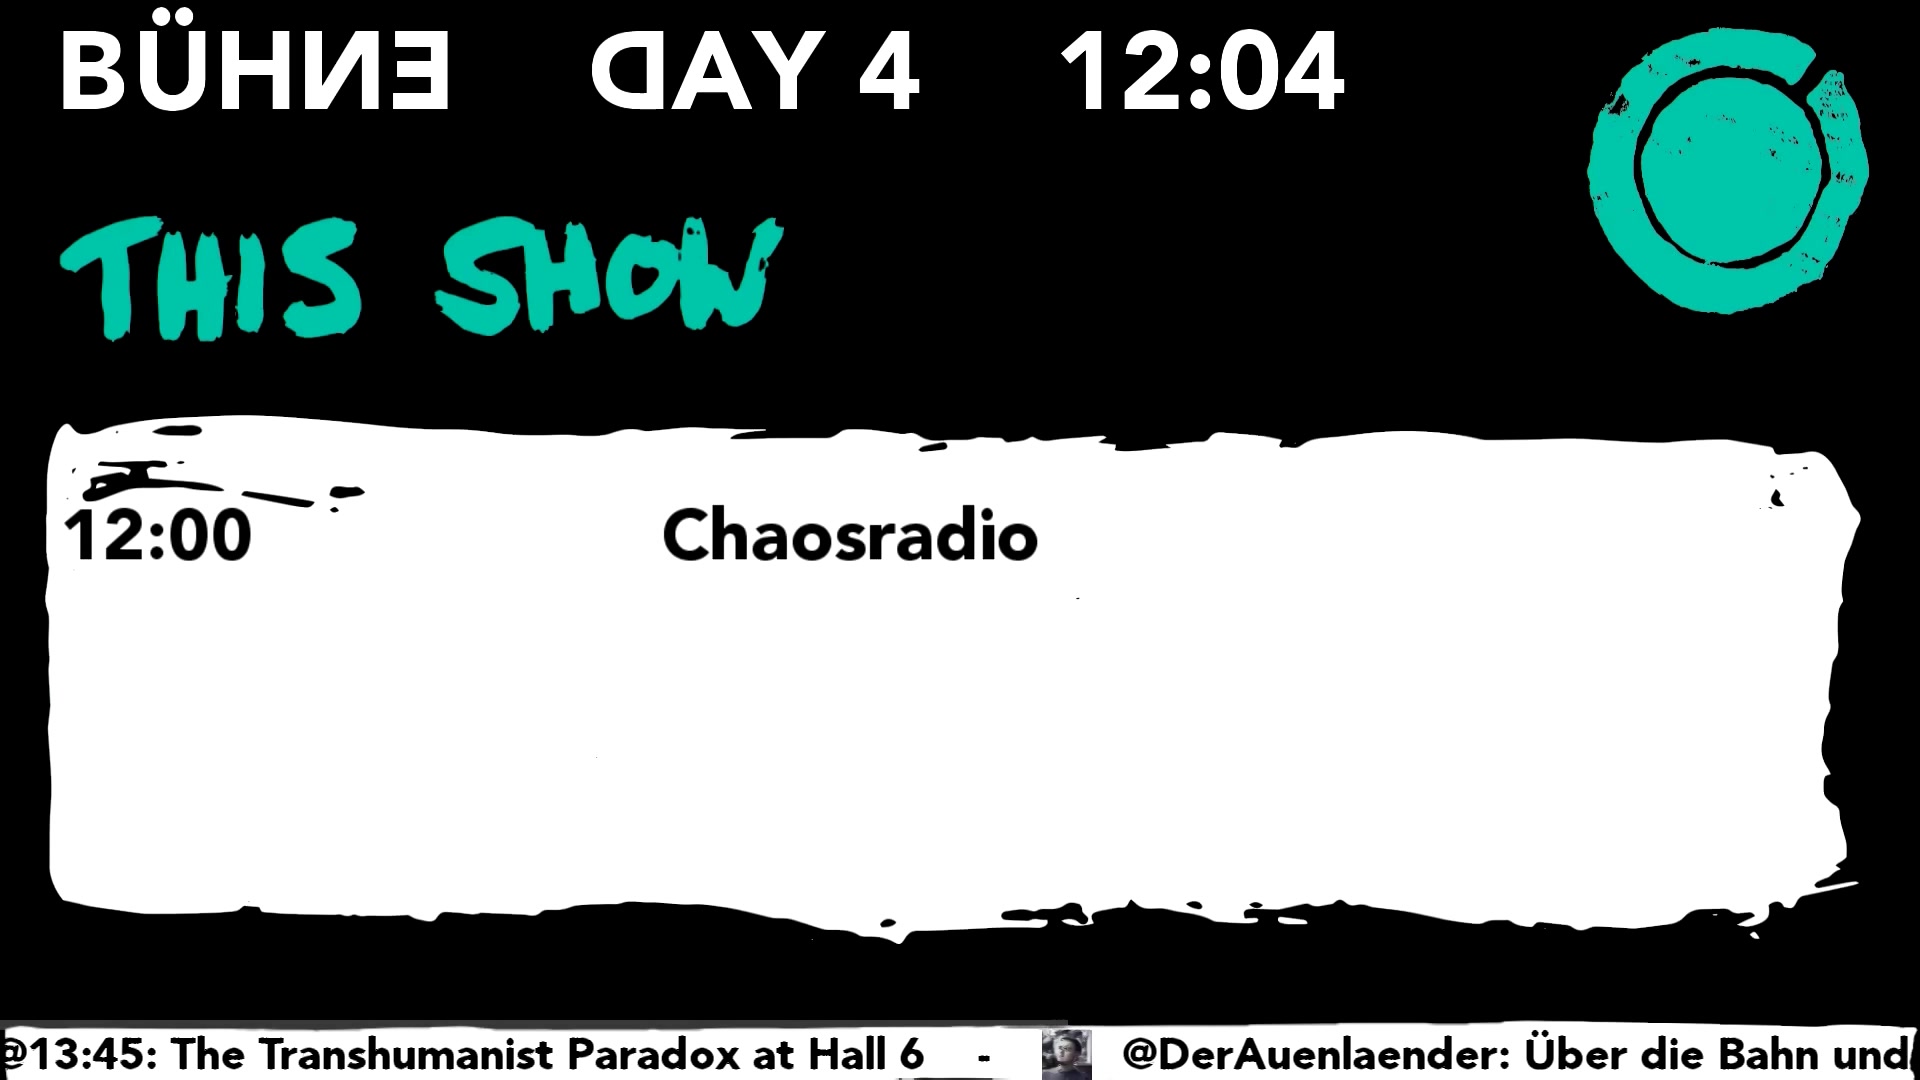 BÜHNE DAY 4 12:04
THIS SHOW
12:00 Chaosradio
@13:45: The Transhumanist Paradox at Hall 6 - @DerAuenlaender: Über die Bahn und